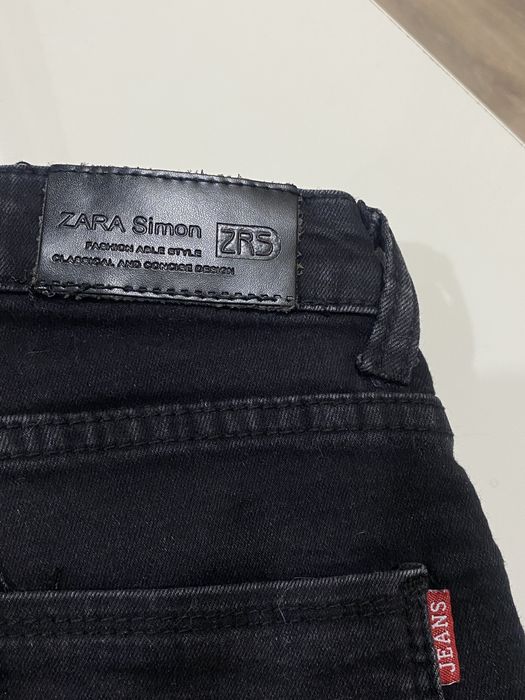 ZARA Simon
ZRS
FASHION ABLE STYLE
CLASSICAL AND CONCISE DESIGN
JEANS